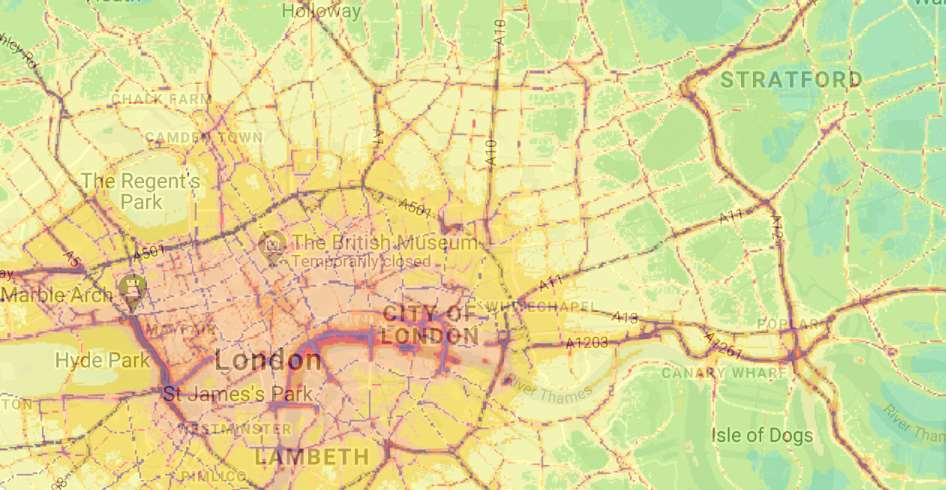 Holloway
A10
STRATFORD
CHALK FARM
CAMDEN TOWN
A1
A10
The Regent's
Park
A501
A11
A12
A5
A501
The British Museum
Temporarily closed
A11
Marble Arch
WHITECHAPEL
CITY OF
LONDON
A13
POPLAR
MAYFAIR
A1203
A1261
Hyde Park
London
CANARY WHARF
St James's Park
River Thames
WESTMINSTER
Isle of Dogs
LAMBETH
PIMLICO